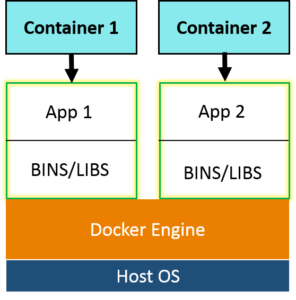 Container 1
Container 2
App 1
App 2
BINS/LIBS
BINS/LIBS
Docker Engine
Host OS